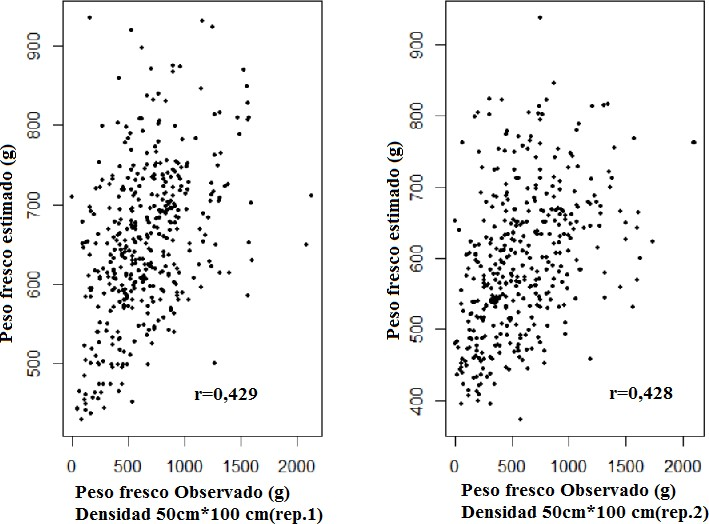 Peso fresco estimado (g)
900
800
700
600
500
r=0,429
0 500 1000 1500 2000
Peso fresco Observado (g)
Densidad 50cm*100 cm(rep.1)
Peso fresco estimado (g)
900
800
700
600
500
400
r=0,428
0 500 1000 1500 2000
Peso fresco Observado (g)
Densidad 50cm*100 cm(rep.2)